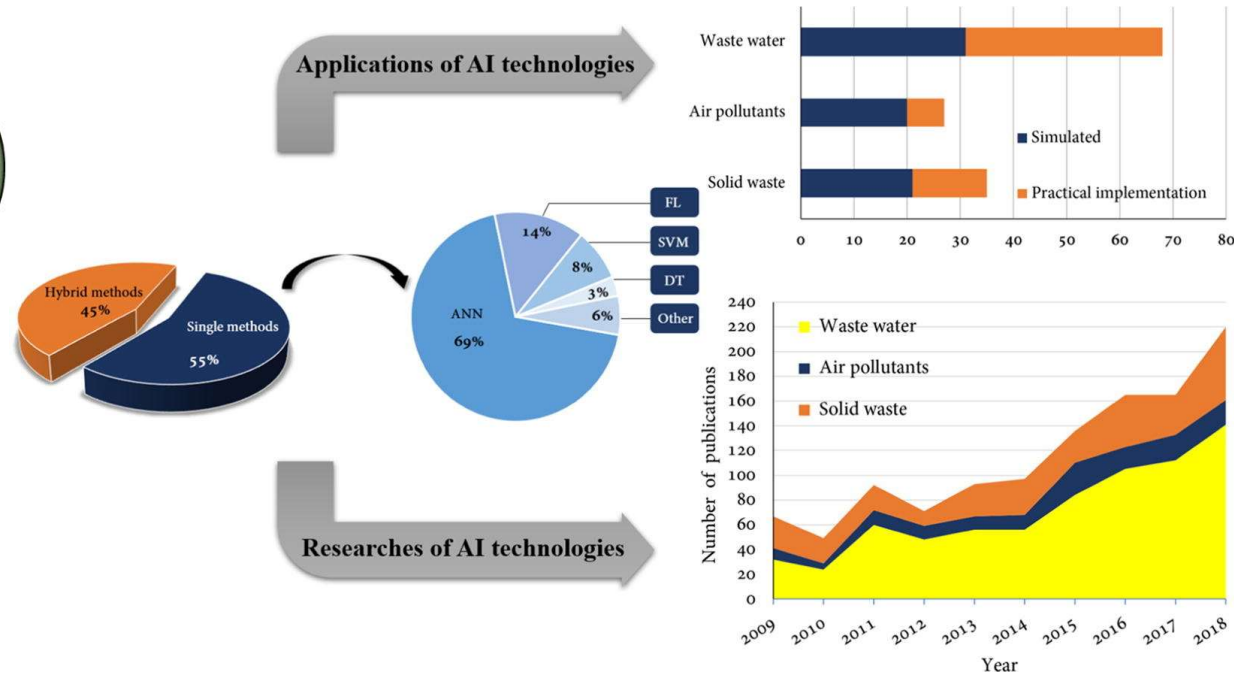 Applications of AI technologies
Waste water
Air pollutants
Solid waste
Simulated
Practical implementation
0 10 20 30 40 50 60 70 80
Hybrid methods
45%
Single methods
55%
ANN
69%
14%
8%
3%
6%
FL
SVM
DT
Other
Researches of AI technologies
Number of publications
240
220
200
180
160
140
120
100
80
60
40
20
0
Waste water
Air pollutants
Solid waste
2009 2010 2011 2012 2013 2014 2015 2016 2017 2018
Year